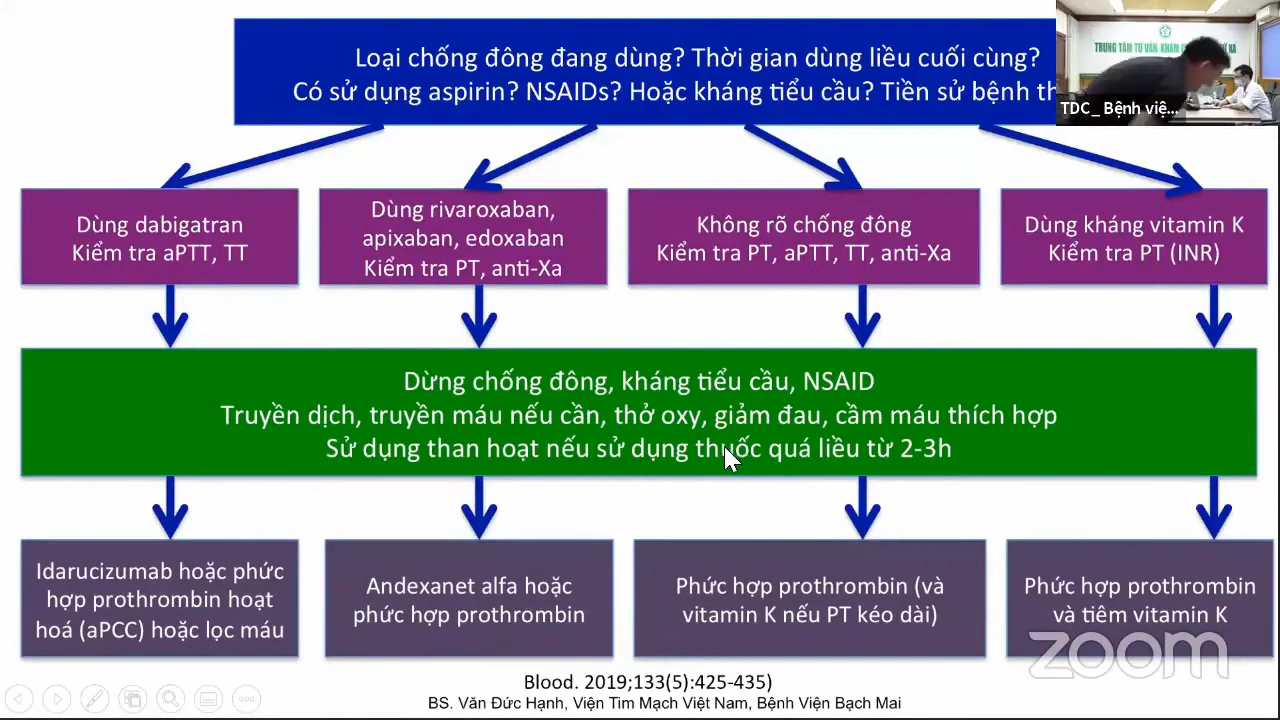 Loại chống đông đang dùng? Thời gian dùng liều cuối cùng?
Có sử dụng aspirin? NSAIDs? Hoặc kháng tiểu cầu? Tiền sử bệnh th
TRUNG TÂM TƯ VẤN KHÁM
TDC_ Bệnh việ...
Dùng dabigatran
Kiểm tra aPTT, TT
Dùng rivaroxaban,
apixaban, edoxaban
Kiểm tra PT, anti-Xa
Không rõ chống đông
Kiểm tra PT, aPTT, TT, anti-Xa
Dùng kháng vitamin K
Kiểm tra PT (INR)
Dừng chống đông, kháng tiểu cầu, NSAID
Truyền dịch, truyền máu nếu cần, thở oxy, giảm đau, cầm máu thích hợp
Sử dụng than hoạt nếu sử dụng thuốc quá liều từ 2-3h
Idarucizumab hoặc phức
hợp prothrombin hoạt
hoá (aPCC) hoặc lọc máu
Andexanet alfa hoặc
phức hợp prothrombin
Phức hợp prothrombin (và
vitamin K nếu PT kéo dài)
Phức hợp prothrombin
và tiêm vitamin K
zoom
Blood. 2019;133(5):425-435)
BS. Văn Đức Hạnh, Viện Tim Mạch Việt Nam, Bệnh Viện Bạch Mai